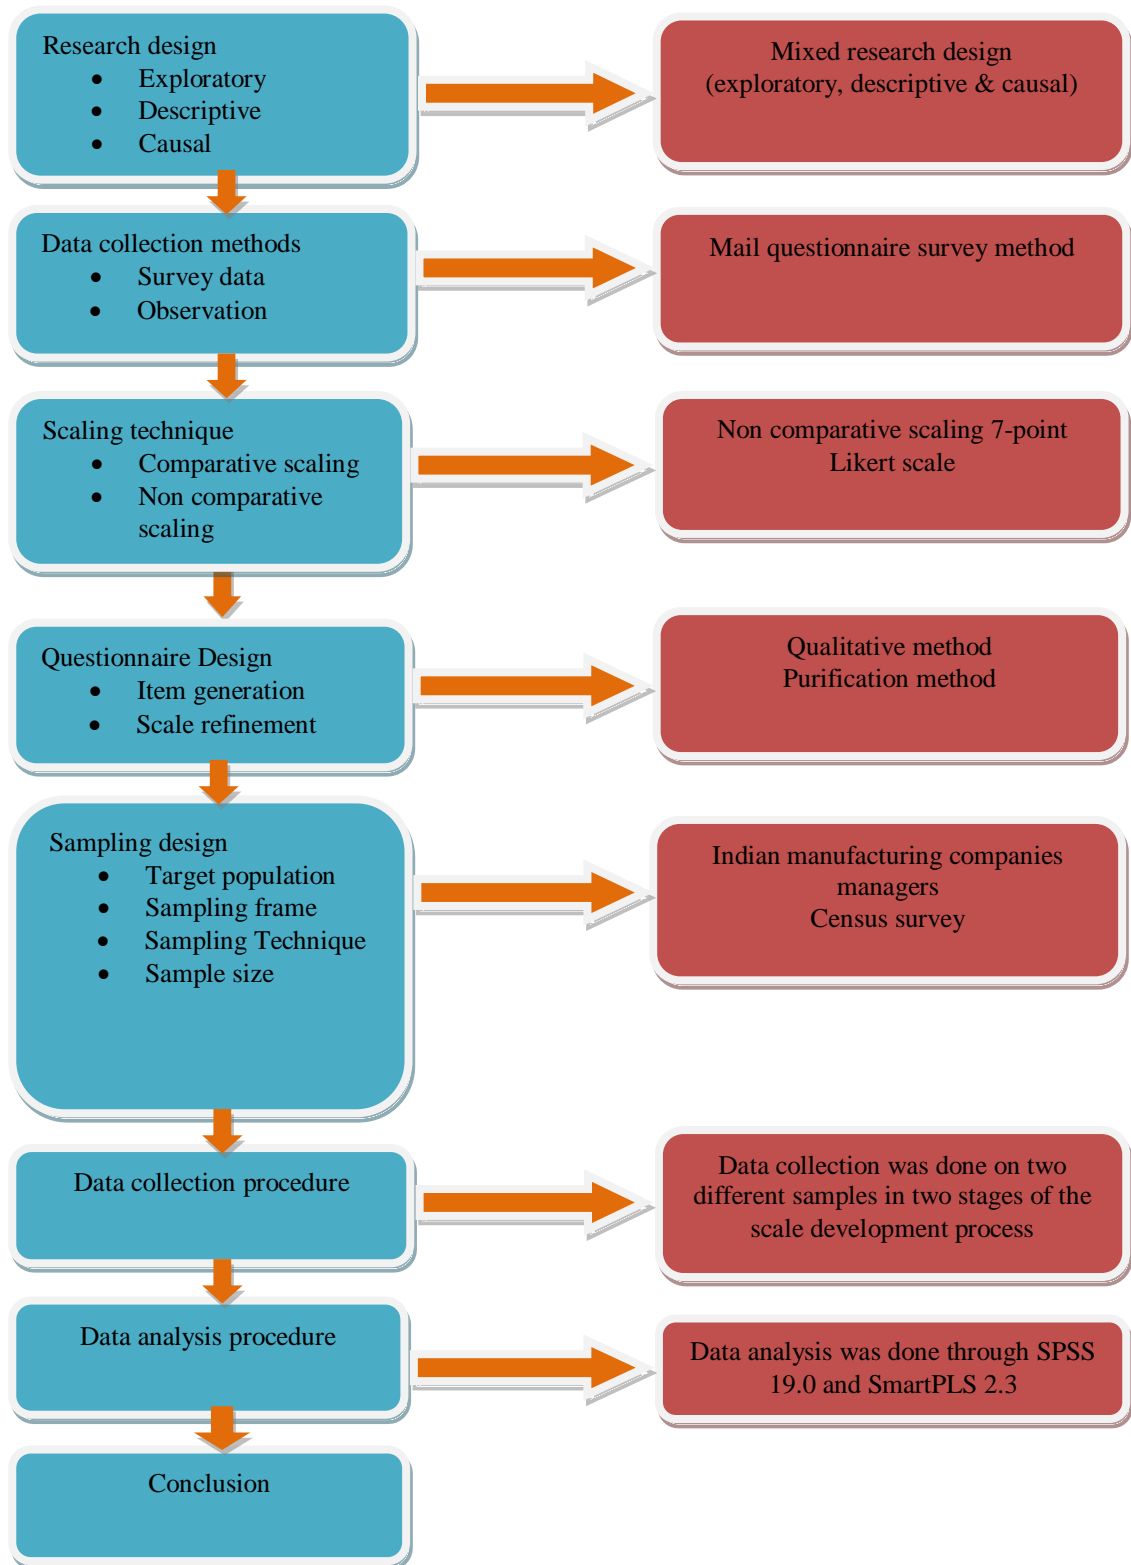 Research design
• Exploratory
• Descriptive
• Causal
Mixed research design
(exploratory, descriptive & causal)
Data collection methods
• Survey data
• Observation
Mail questionnaire survey method
Scaling technique
• Comparative scaling
• Non comparative
scaling
Non comparative scaling 7-point
Likert scale
Questionnaire Design
• Item generation
• Scale refinement
Qualitative method
Purification method
Sampling design
• Target population
• Sampling frame
• Sampling Technique
• Sample size
Indian manufacturing companies
managers
Census survey
Data collection procedure
Data collection was done on two
different samples in two stages of the
scale development process
Data analysis procedure
Data analysis was done through SPSS
19.0 and SmartPLS 2.3
Conclusion